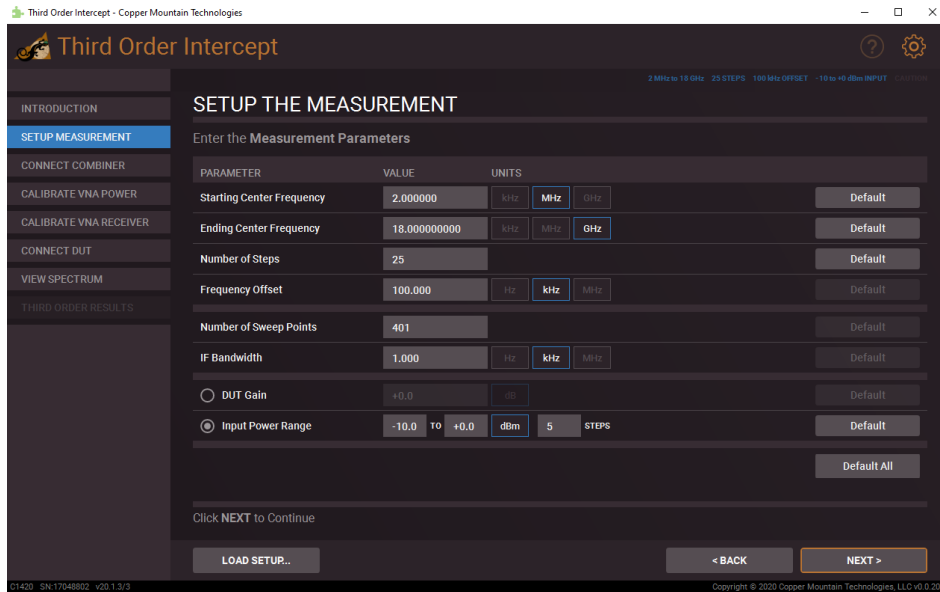 Third Order Intercept - Copper Mountain Technologies
Third Order Intercept
?
2 MHz to 18 GHz 25 STEPS 100 kHz OFFSET -10 to +0 dBm INPUT CAUTION
INTRODUCTION
SETUP MEASUREMENT
CONNECT COMBINER
CALIBRATE VNA POWER
CALIBRATE VNA RECEIVER
CONNECT DUT
VIEW SPECTRUM
THIRD ORDER RESULTS
SETUP THE MEASUREMENT
Enter the Measurement Parameters
PARAMETER VALUE UNITS
Starting Center Frequency 2.000000 kHz MHz GHz Default
Ending Center Frequency 18.000000000 kHz MHz GHz Default
Number of Steps 25 Default
Frequency Offset 100.000 Hz kHz MHz Default
Number of Sweep Points 401 Default
IF Bandwidth 1.000 Hz kHz MHz Default
DUT Gain +0.0 dB Default
Input Power Range -10.0 TO +0.0 dBm 5 STEPS Default
Default All
Click NEXT to Continue
LOAD SETUP... < BACK NEXT >
C1420 SN:17048802 v20.1.3/3 Copyright © 2020 Copper Mountain Technologies, LLC v0.0.20